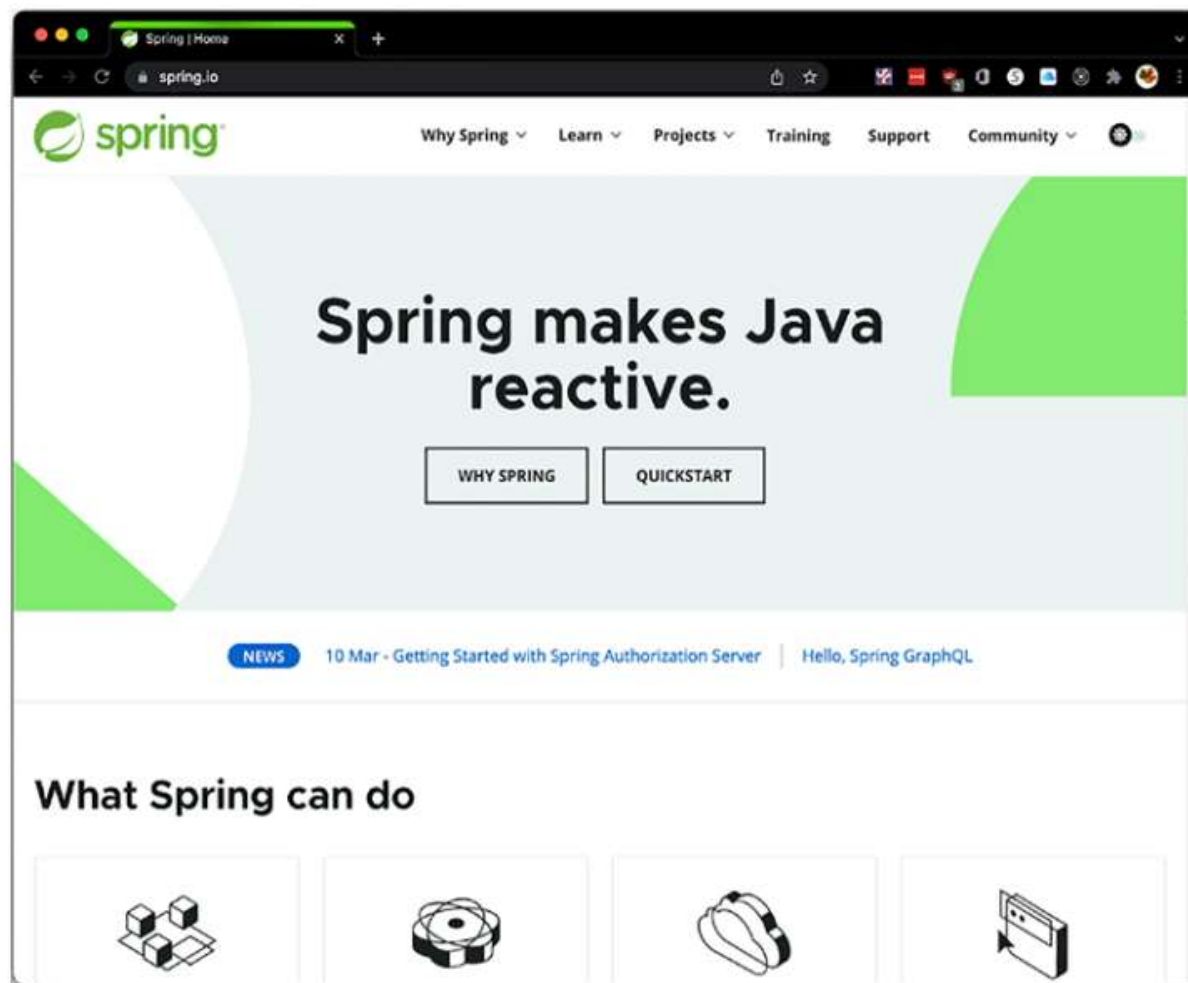 Spring | Home
spring.io
spring
Why Spring Learn Projects Training Support Community
Spring makes Java
reactive.
WHY SPRING QUICKSTART
NEWS 10 Mar - Getting Started with Spring Authorization Server Hello, Spring GraphQL
What Spring can do